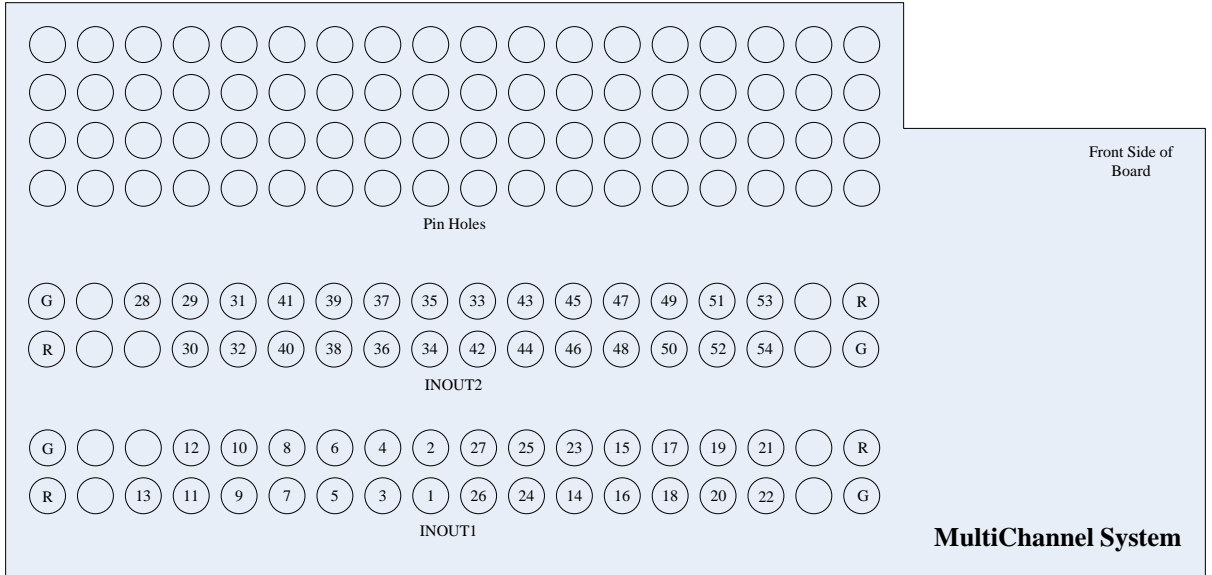 Front Side of
Board
Pin Holes
G 28 29 31 41 39 37 35 33 43 45 47 49 51 53 R
R 30 32 40 38 36 34 42 44 46 48 50 52 54 G
INOUT2
G 12 10 8 6 4 2 27 25 23 15 17 19 21 R
R 13 11 9 7 5 3 1 26 24 14 16 18 20 22 G
INOUT1
MultiChannel System